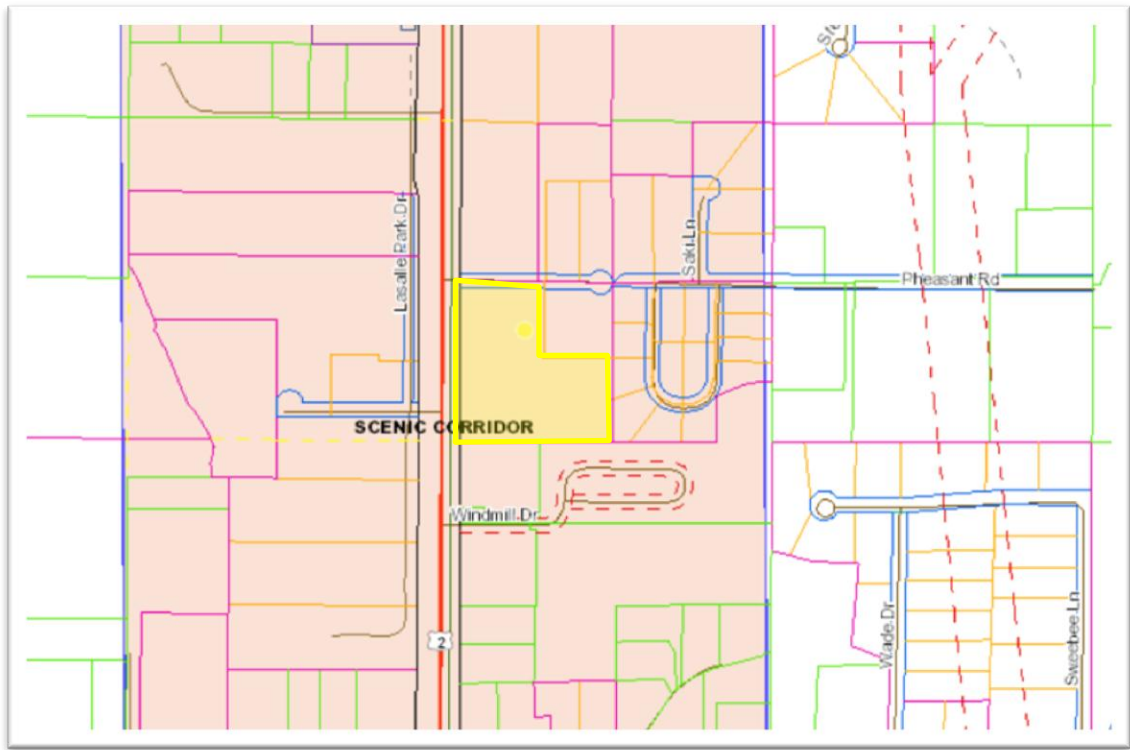 Lasalle Park Dr
Saki Ln
Pheasant Rd
SCENIC CORRIDOR
Windmill Dr
2
Wade Dr
Sweebee Ln